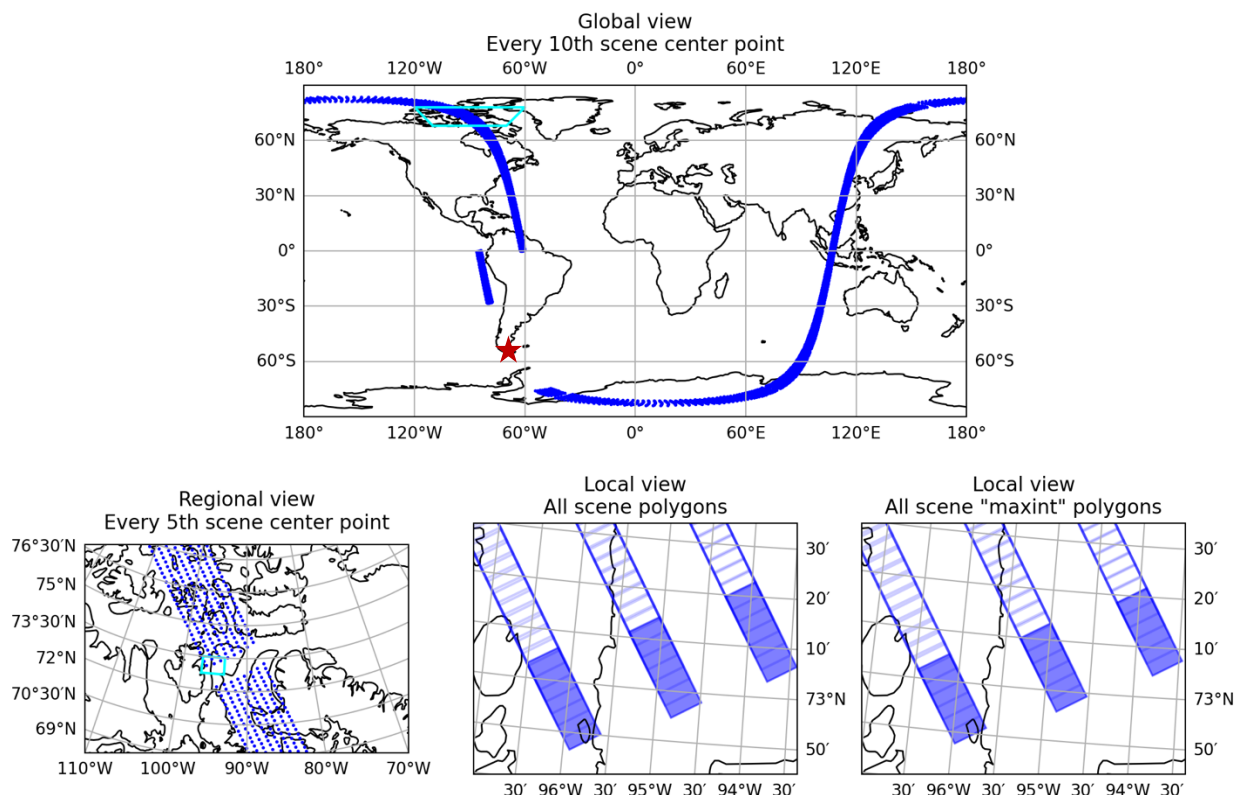 Global view
Every 10th scene center point
180° 120°W 60°W 0° 60°E 120°E 180°
60°N 60°N
30°N 30°N
0° 0°
30°S 30°S
60°S 60°S
180° 120°W 60°W 0° 60°E 120°E 180°
Regional view
Every 5th scene center point
76°30′N
75°N
73°30′N
72°N
70°30′N
69°N
110°W 100°W 90°W 80°W 70°W
Local view
All scene polygons
30′
20′
10′
73°N
50′
30′ 96°W 30′ 95°W 30′ 94°W 30′
Local view
All scene "maxint" polygons
30′
20′
10′
73°N
50′
30′ 96°W 30′ 95°W 30′ 94°W 30′